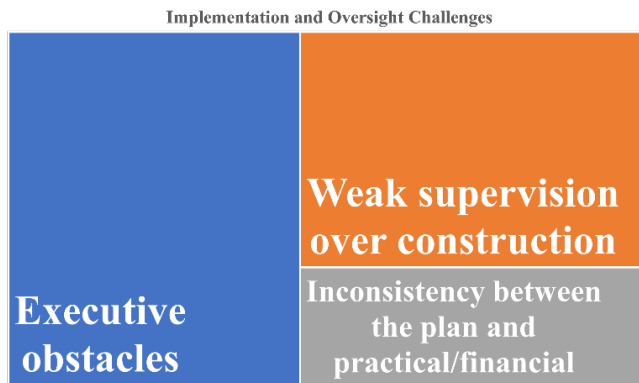 Implementation and Oversight Challenges
Executive
obstacles
Weak supervision
over construction
Inconsistency between
the plan and
practical/financial